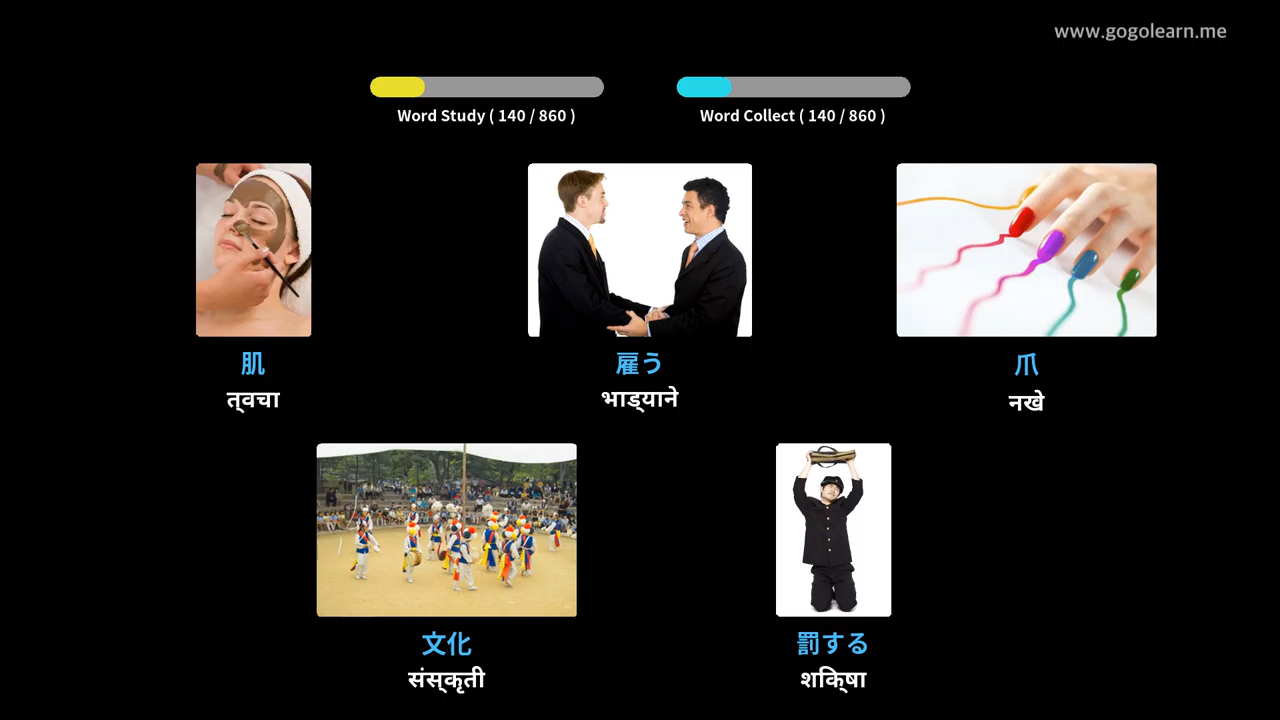 www.gogolearn.me
Word Study ( 140 / 860 )
Word Collect ( 140 / 860 )
肌
त्वचा
雇う
भाड्याने
爪
नखे
文化
संस्कृती
罰する
शिक्षा